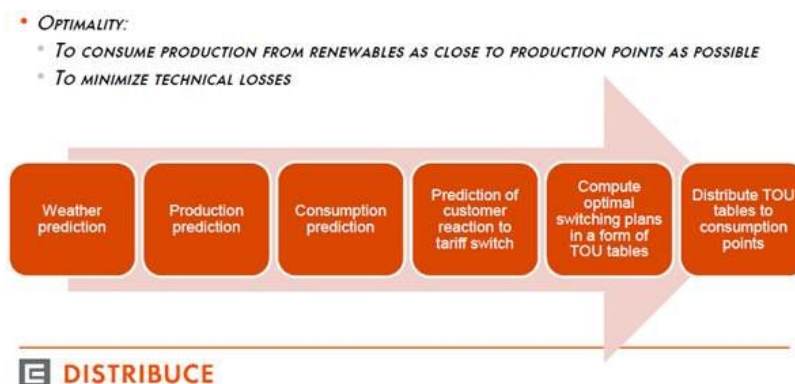 • OPTIMALITY:
• TO CONSUME PRODUCTION FROM RENEWABLES AS CLOSE TO PRODUCTION POINTS AS POSSIBLE
• TO MINIMIZE TECHNICAL LOSSES
Weather
prediction
Production
prediction
Consumption
prediction
Prediction of
customer
reaction to
tariff switch
Compute
optimal
switching plans
in a form of
TOU tables
Distribute TOU
tables to
consumption
points
DISTRIBUCE